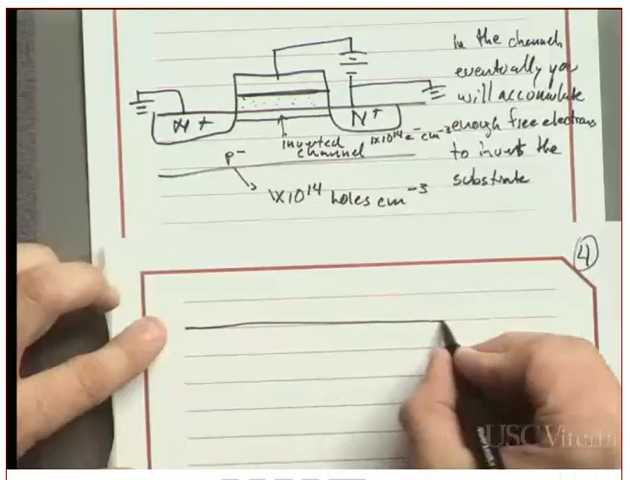 In the channel
eventually you
will accumulate
enough free electrons
to invert the
substrate
N+
N+
inverted
channel
1x10^14 e- cm^-3
p-
1x10^14 holes cm^-3
4
USC Viterbi